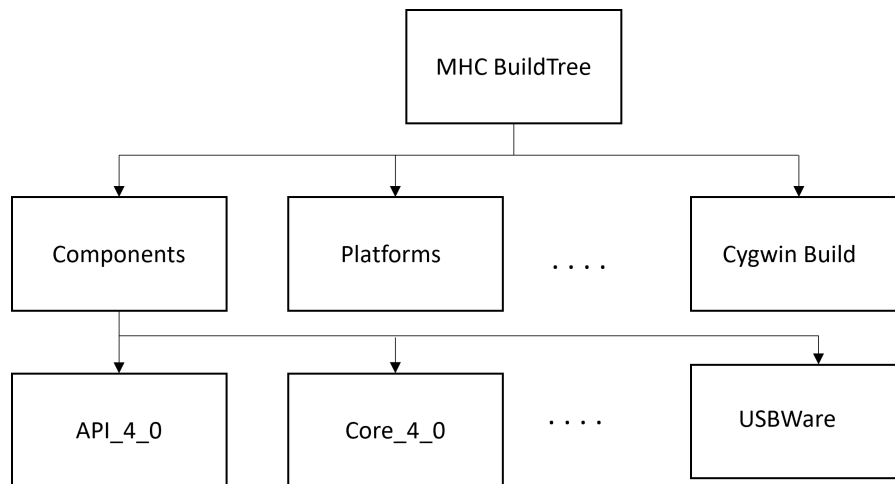 MHC BuildTree
Components
Platforms
. . . .
Cygwin Build
API_4_0
Core_4_0
. . . .
USBWare